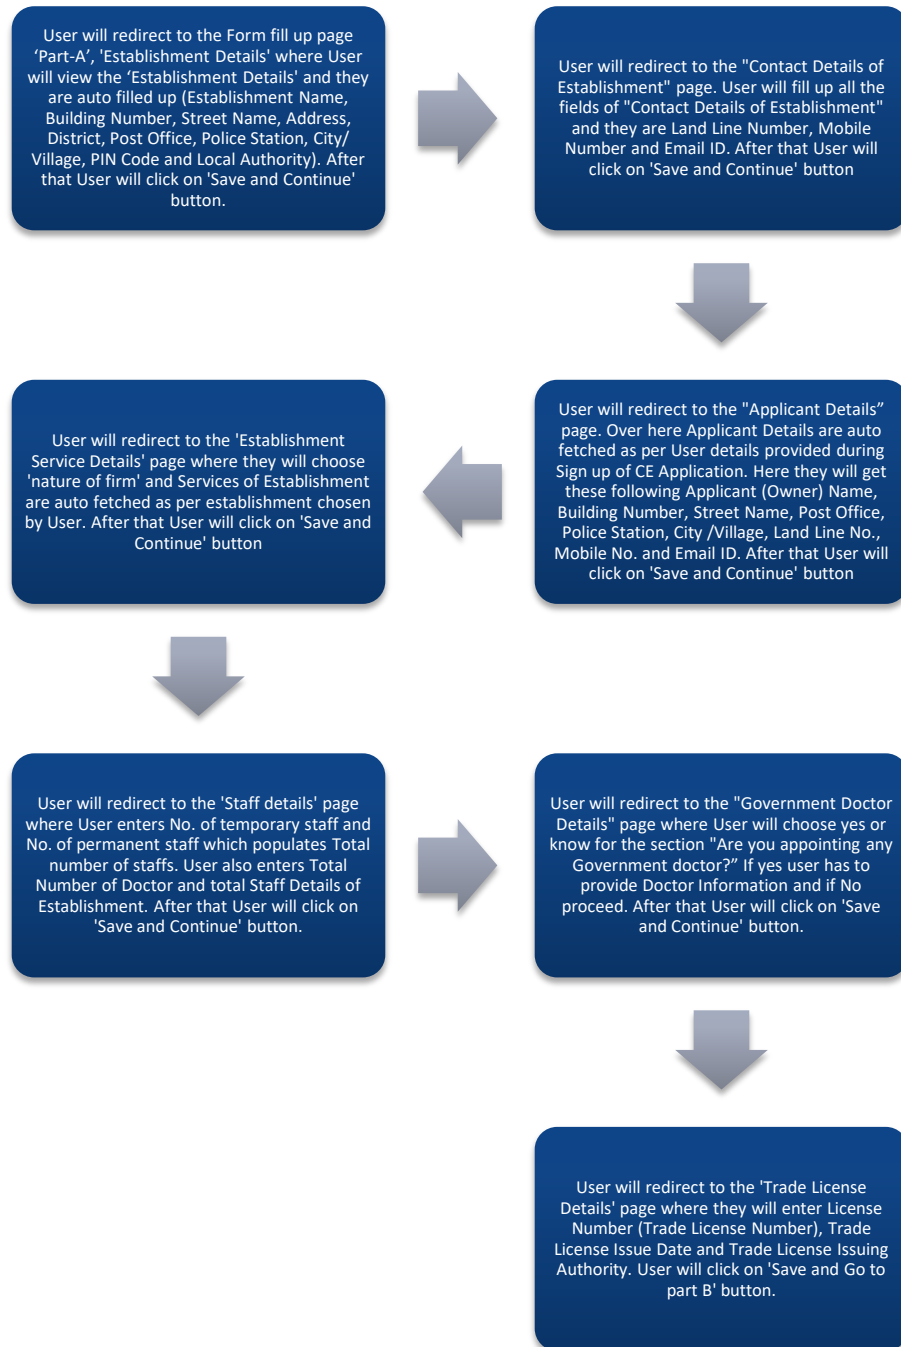 User will redirect to the Form fill up page
‘Part-A’, 'Establishment Details' where User
will view the ‘Establishment Details' and they
are auto filled up (Establishment Name,
Building Number, Street Name, Address,
District, Post Office, Police Station, City/
Village, PIN Code and Local Authority). After
that User will click on 'Save and Continue'
button.
User will redirect to the "Contact Details of
Establishment" page. User will fill up all the
fields of "Contact Details of Establishment"
and they are Land Line Number, Mobile
Number and Email ID. After that User will
click on 'Save and Continue' button
User will redirect to the "Applicant Details”
page. Over here Applicant Details are auto
fetched as per User details provided during
Sign up of CE Application. Here they will get
these following Applicant (Owner) Name,
Building Number, Street Name, Post Office,
Police Station, City /Village, Land Line No.,
Mobile No. and Email ID. After that User will
click on 'Save and Continue' button
User will redirect to the 'Establishment
Service Details' page where they will choose
'nature of firm' and Services of Establishment
are auto fetched as per establishment chosen
by User. After that User will click on 'Save and
Continue' button
User will redirect to the 'Staff details' page
where User enters No. of temporary staff and
No. of permanent staff which populates Total
number of staffs. User also enters Total
Number of Doctor and total Staff Details of
Establishment. After that User will click on
'Save and Continue' button.
User will redirect to the "Government Doctor
Details" page where User will choose yes or
know for the section "Are you appointing any
Government doctor?” If yes user has to
provide Doctor Information and if No
proceed. After that User will click on 'Save
and Continue' button.
User will redirect to the 'Trade License
Details' page where they will enter License
Number (Trade License Number), Trade
License Issue Date and Trade License Issuing
Authority. User will click on 'Save and Go to
part B' button.